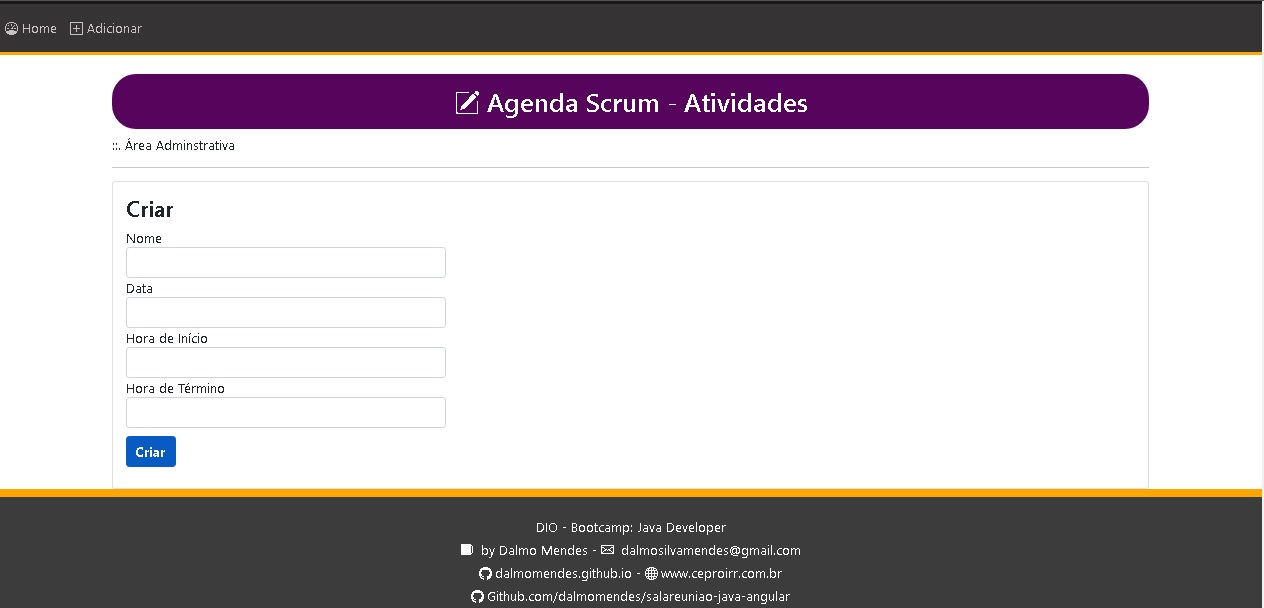 Home Adicionar
Agenda Scrum - Atividades
::. Área Adminstrativa
Criar
Nome
Data
Hora de Início
Hora de Término
Criar
DIO - Bootcamp: Java Developer
by Dalmo Mendes - dalmosilvamendes@gmail.com
dalmomendes.github.io - www.ceproirr.com.br
Github.com/dalmomendes/salareuniao-java-angular